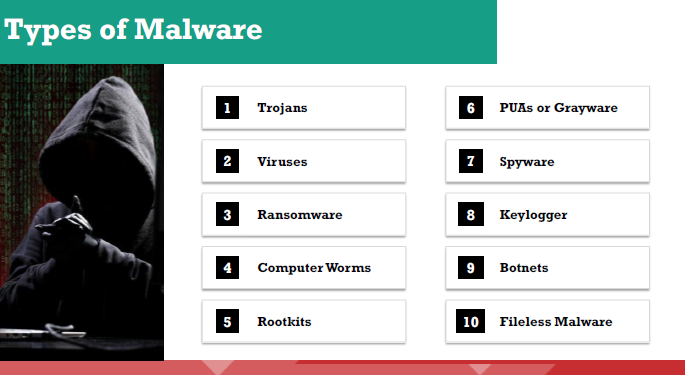 Types of Malware
1 Trojans
2 Viruses
3 Ransomware
4 Computer Worms
5 Rootkits
6 PUAs or Grayware
7 Spyware
8 Keylogger
9 Botnets
10 Fileless Malware